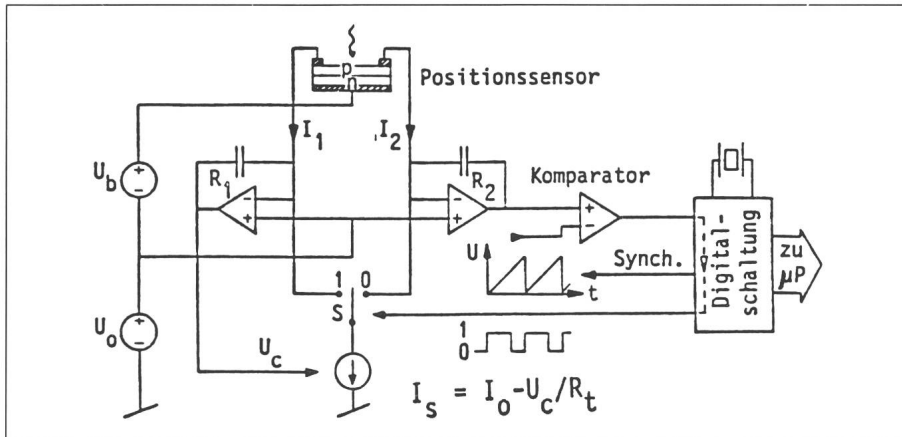 p
n
Positionssensor
I1
I2
Ub
R1
R2
Komparator
Uo
U
t
Synch.
Digital-
schaltung
zu
µP
1 0
S
1
0
Uc
Is = Io-Uc/Rt